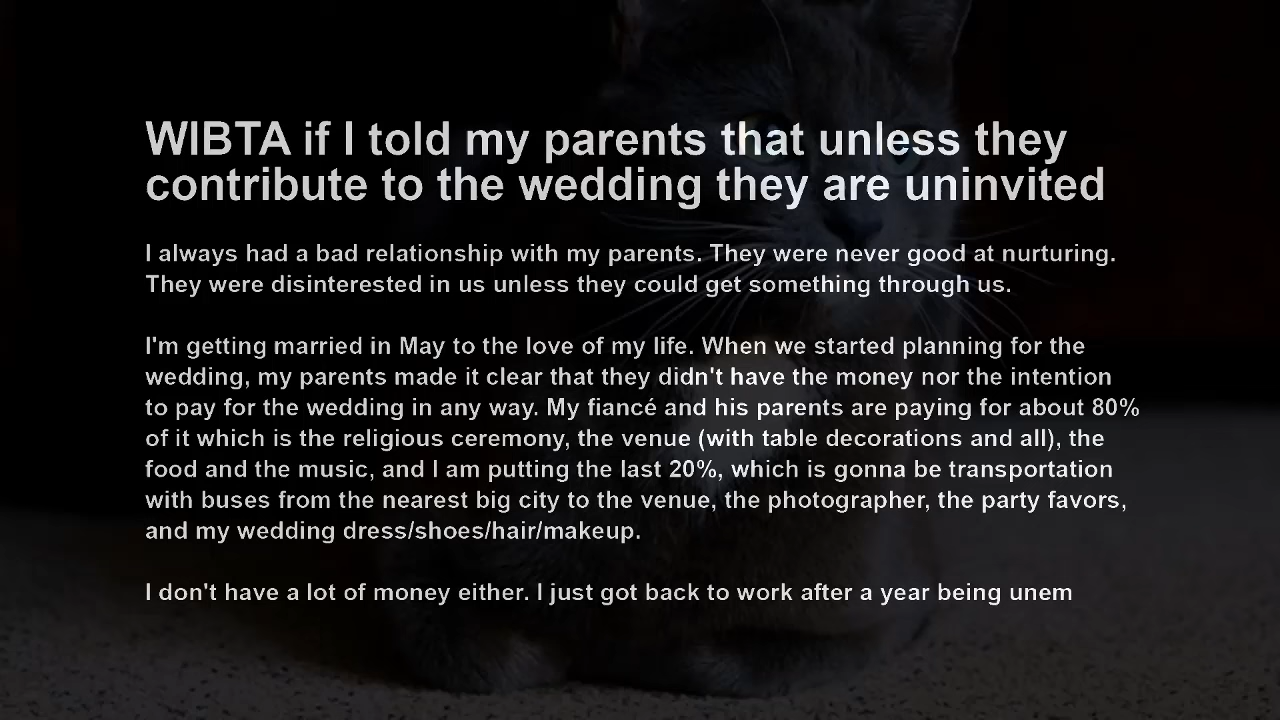 WIBTA if I told my parents that unless they
contribute to the wedding they are uninvited
I always had a bad relationship with my parents. They were never good at nurturing.
They were disinterested in us unless they could get something through us.
I'm getting married in May to the love of my life. When we started planning for the
wedding, my parents made it clear that they didn't have the money nor the intention
to pay for the wedding in any way. My fiancé and his parents are paying for about 80%
of it which is the religious ceremony, the venue (with table decorations and all), the
food and the music, and I am putting the last 20%, which is gonna be transportation
with buses from the nearest big city to the venue, the photographer, the party favors,
and my wedding dress/shoes/hair/makeup.
I don't have a lot of money either. I just got back to work after a year being unem